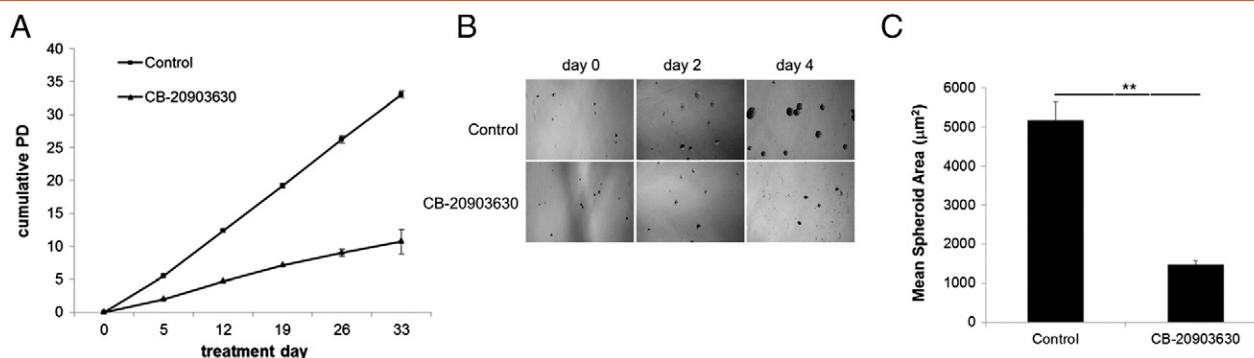 A
cumulative PD
40
35
30
25
20
15
10
5
0
Control
CB-20903630
0 5 12 19 26 33
treatment day
B
day 0 day 2 day 4
Control
CB-20903630
C
Mean Spheroid Area (µm²)
6000
5000
4000
3000
2000
1000
0
**
Control CB-20903630